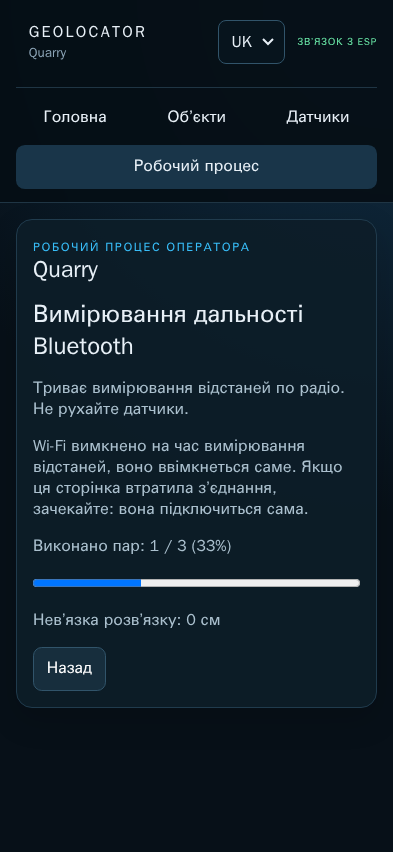 GEOLOCATOR
Quarry
UK
ЗВ'ЯЗОК З ESP
Головна
Об'єкти
Датчики
Робочий процес
РОБОЧИЙ ПРОЦЕС ОПЕРАТОРА
Quarry
Вимірювання дальності
Bluetooth
Триває вимірювання відстаней по радіо.
Не рухайте датчики.
Wi-Fi вимкнено на час вимірювання
відстаней, воно ввімкнеться саме. Якщо
ця сторінка втратила з'єднання,
зачекайте: вона підключиться сама.
Виконано пар: 1 / 3 (33%)
Нев'язка розв'язку: 0 см
Назад